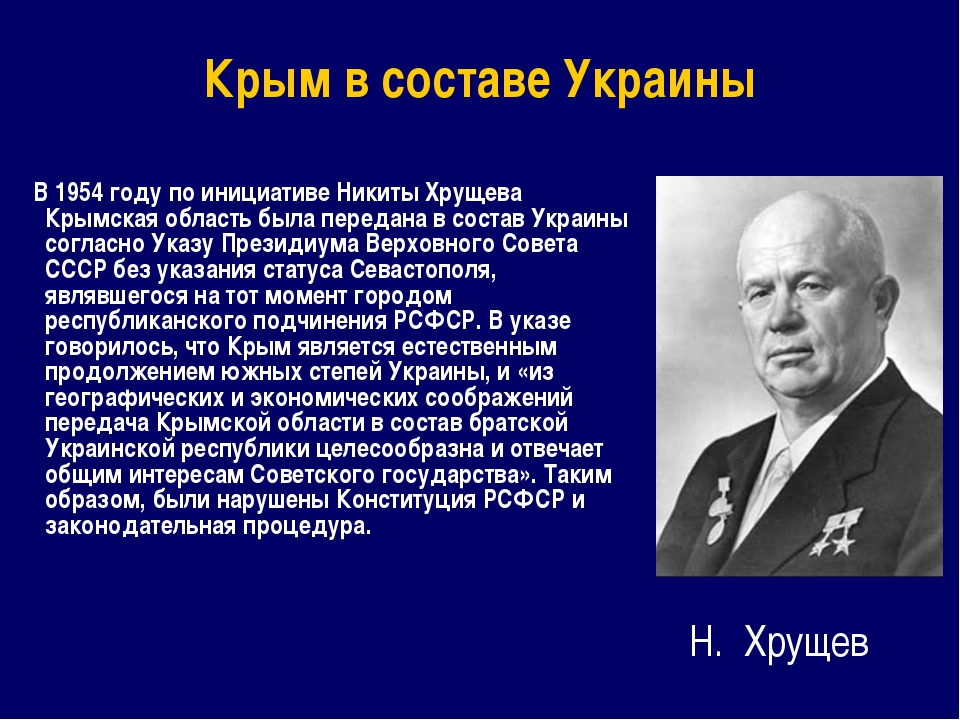 Крым в составе Украины
В 1954 году по инициативе Никиты Хрущева
Крымская область была передана в состав Украины
согласно Указу Президиума Верховного Совета
СССР без указания статуса Севастополя,
являвшегося на тот момент городом
республиканского подчинения РСФСР. В указе
говорилось, что Крым является естественным
продолжением южных степей Украины, и «из
географических и экономических соображений
передача Крымской области в состав братской
Украинской республики целесообразна и отвечает
общим интересам Советского государства». Таким
образом, были нарушены Конституция РСФСР и
законодательная процедура.
Н. Хрущев